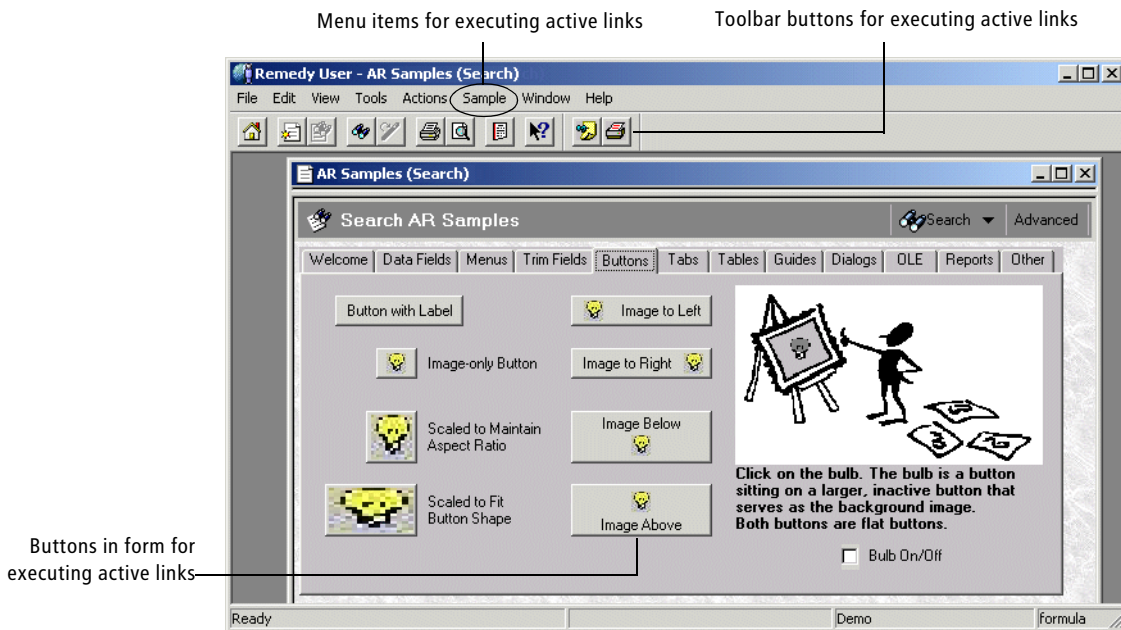 Menu items for executing active links
Toolbar buttons for executing active links
Remedy User - AR Samples (Search)
File Edit View Tools Actions Sample Window Help
AR Samples (Search)
Search AR Samples
Search Advanced
Welcome Data Fields Menus Trim Fields Buttons Tabs Tables Guides Dialogs OLE Reports Other
Button with Label
Image to Left
Image-only Button
Image to Right
Scaled to Maintain
Aspect Ratio
Image Below
Scaled to Fit
Button Shape
Image Above
Click on the bulb. The bulb is a button
sitting on a larger, inactive button that
serves as the background image.
Both buttons are flat buttons.
Bulb On/Off
Buttons in form for
executing active links
Ready
Demo
formula